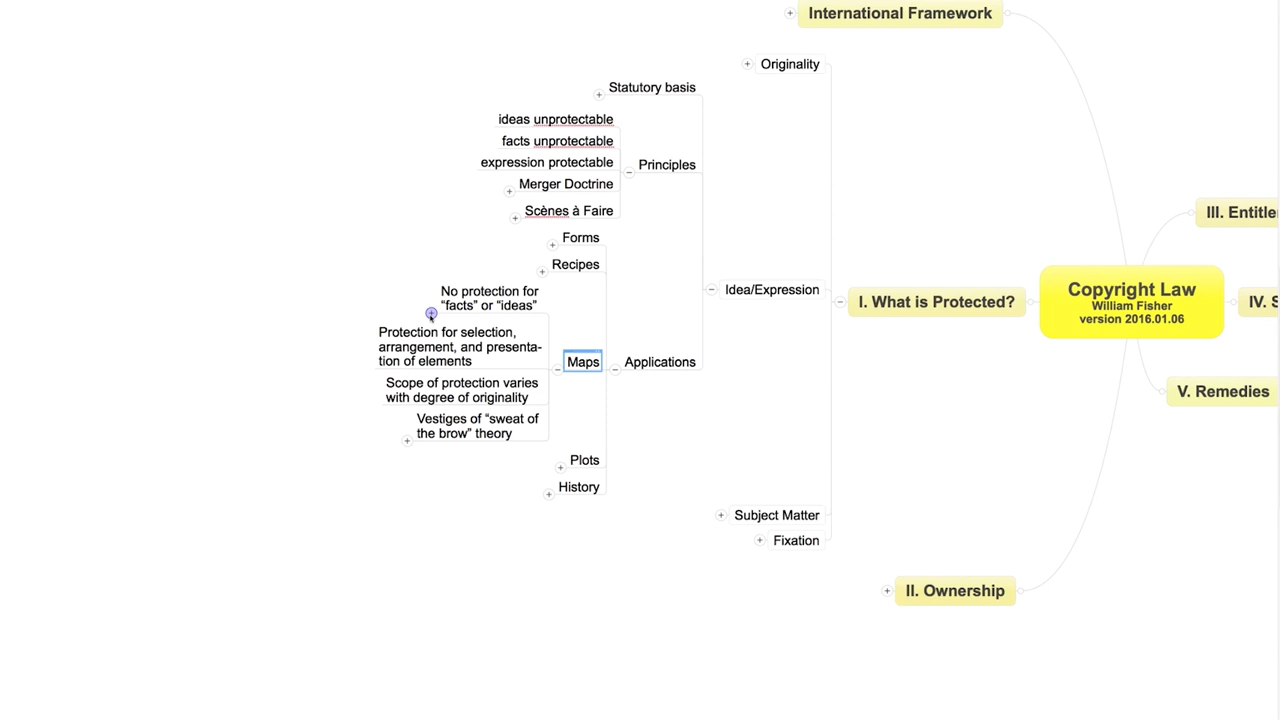 International Framework
Originality
Statutory basis
ideas unprotectable
facts unprotectable
expression protectable
Principles
Merger Doctrine
Scènes à Faire
Forms
Recipes
No protection for
“facts” or “ideas”
Protection for selection,
arrangement, and presenta-
tion of elements
Maps
Applications
Scope of protection varies
with degree of originality
Vestiges of “sweat of
the brow” theory
Plots
History
Idea/Expression
I. What is Protected?
Subject Matter
Fixation
II. Ownership
Copyright Law
William Fisher
version 2016.01.06
III. Entitle
IV. S
V. Remedies